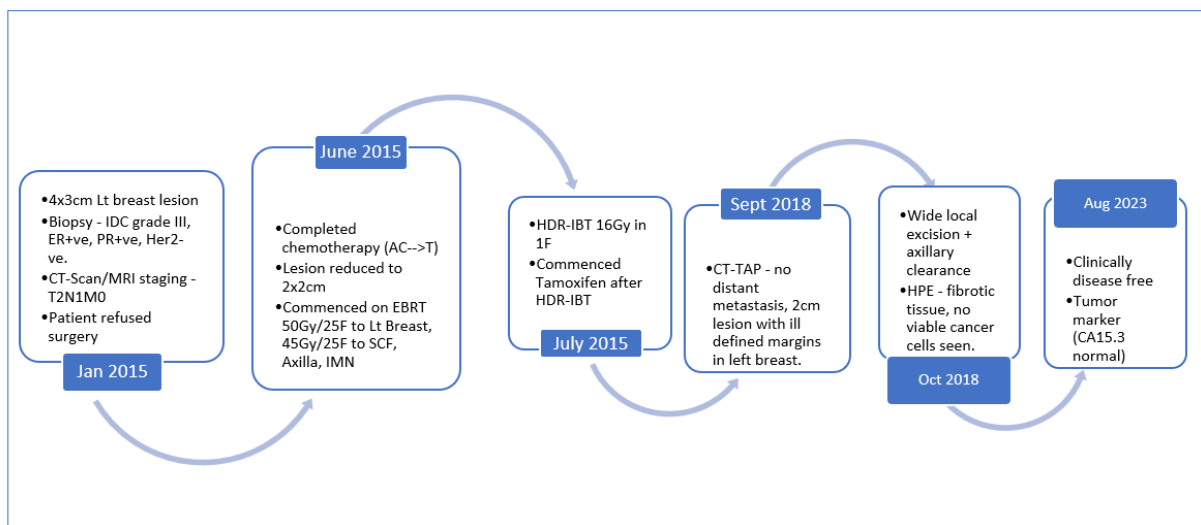 •4x3cm Lt breast lesion
•Biopsy - IDC grade III,
ER+ve, PR+ve, Her2-
ve.
•CT-Scan/MRI staging -
T2N1M0
•Patient refused
surgery
Jan 2015
June 2015
•Completed
chemotherapy (AC-->T)
•Lesion reduced to
2x2cm
•Commenced on EBRT
50Gy/25F to Lt Breast,
45Gy/25F to SCF,
Axilla, IMN
•HDR-IBT 16Gy in
1F
•Commenced
Tamoxifen after
HDR-IBT
July 2015
Sept 2018
•CT-TAP - no
distant
metastasis, 2cm
lesion with ill
defined margins
in left breast.
•Wide local
excision +
axillary
clearance
•HPE - fibrotic
tissue, no
viable cancer
cells seen.
Oct 2018
Aug 2023
•Clinically
disease free
•Tumor
marker
(CA15.3
normal)